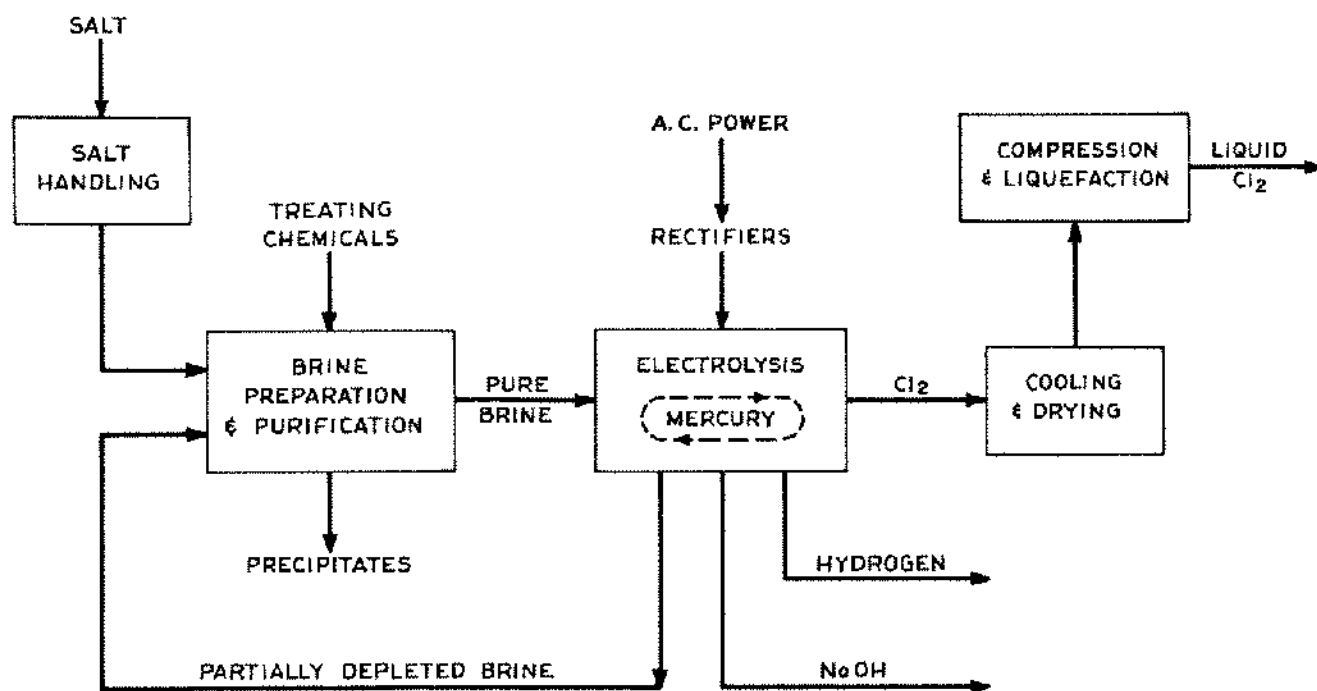 SALT
SALT
HANDLING
TREATING
CHEMICALS
BRINE
PREPARATION
& PURIFICATION
PRECIPITATES
PURE
BRINE
A.C. POWER
RECTIFIERS
ELECTROLYSIS
MERCURY
Cl2
COOLING
& DRYING
COMPRESSION
& LIQUEFACTION
LIQUID
Cl2
HYDROGEN
NaOH
PARTIALLY DEPLETED BRINE